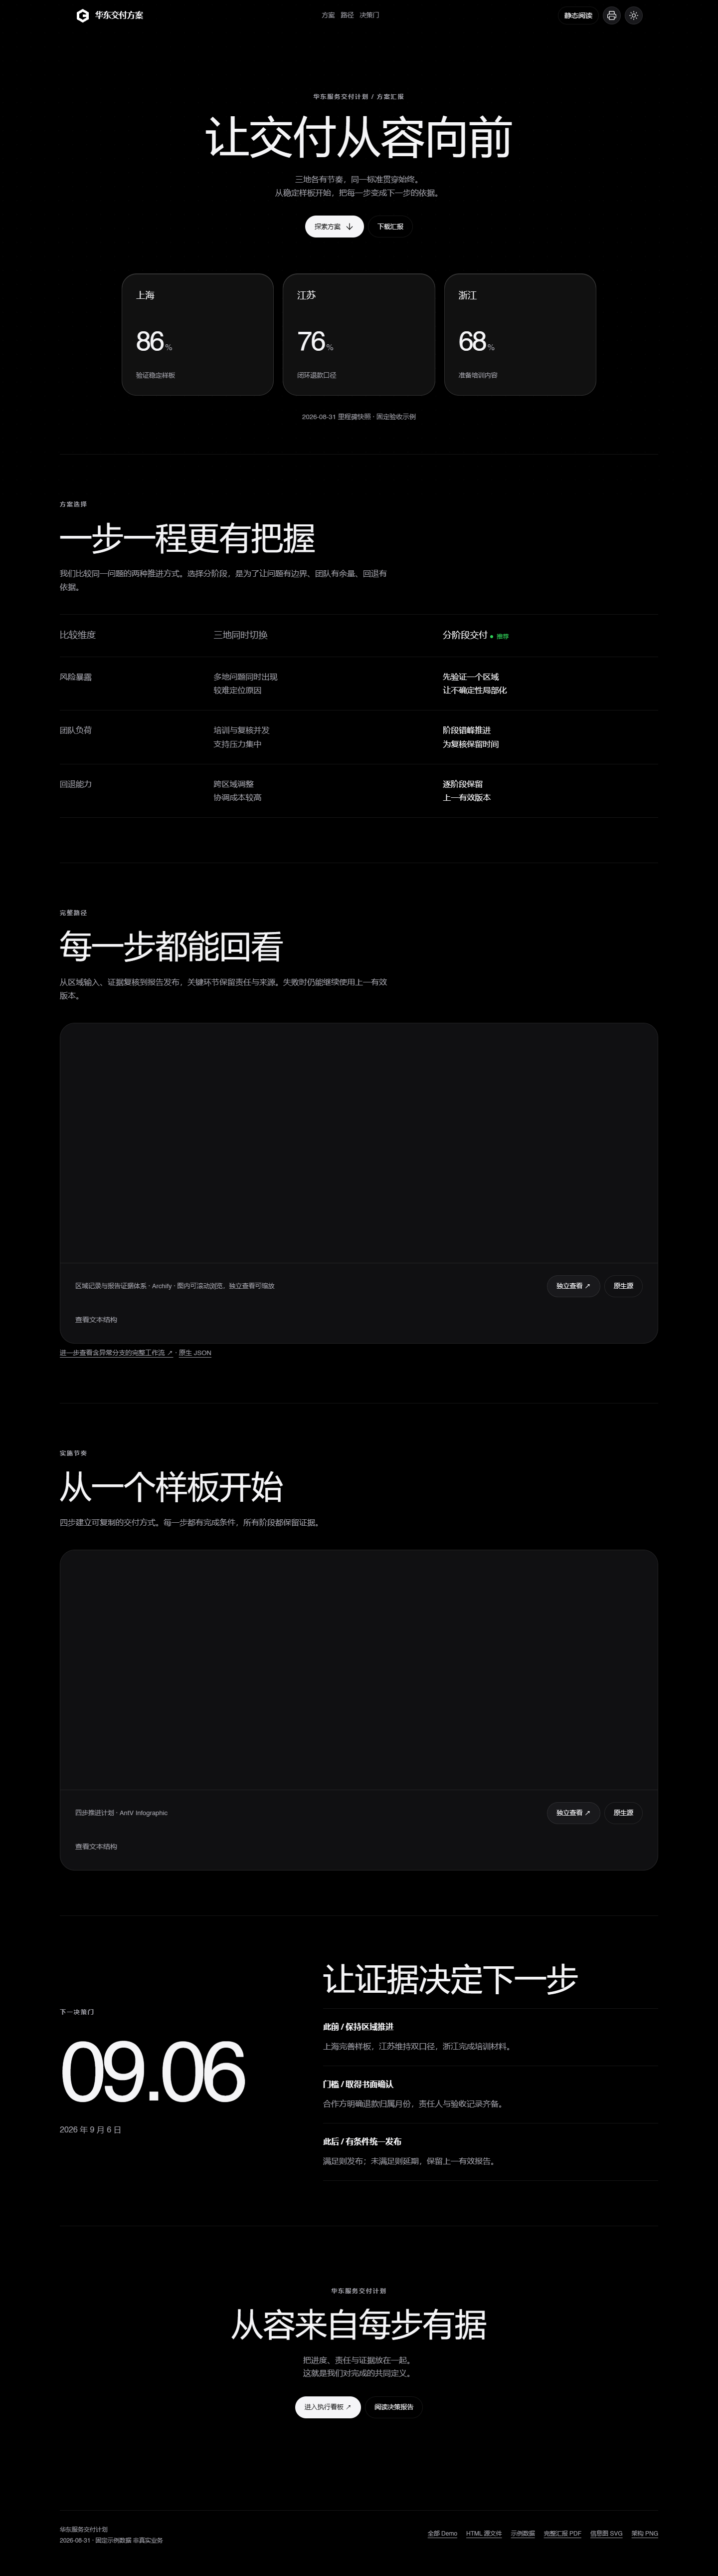 华东交付方案
方案 路径 决策门
静态阅读
华东服务交付计划 / 方案汇报
让交付从容向前
三地各有节奏，同一标准贯穿始终。
从稳定样板开始，把每一步变成下一步的依据。
探索方案 ↓
下载汇报
上海
86%
验证稳定样板
江苏
76%
闭环退款口径
浙江
68%
准备培训内容
2026-08-31 里程碑快照 · 固定验收示例
方案选择
一步一程更有把握
我们比较同一问题的两种推进方式。选择分阶段，是为了让问题有边界、团队有余量、回退有
依据。
比较维度 三地同时切换 分阶段交付 ● 推荐
风险暴露
多地问题同时出现
较难定位原因
先验证一个区域
让不确定性局部化
团队负荷
培训与复核并发
支持压力集中
阶段错峰推进
为复核保留时间
回退能力
跨区域调整
协调成本较高
逐阶段保留
上一有效版本
完整路径
每一步都能回看
从区域输入、证据复核到报告发布，关键环节保留责任与来源。失败时仍能继续使用上一有效
版本。
区域记录与报告证据体系 · Archify · 图内可滚动浏览，独立查看可缩放
独立查看 ↗
原生源
查看文本结构
进一步查看含异常分支的完整工作流 ↗ · 原生 JSON
实施节奏
从一个样板开始
四步建立可复制的交付方式。每一步都有完成条件，所有阶段都保留证据。
四步推进计划 · AntV Infographic
独立查看 ↗
原生源
查看文本结构
下一决策门
09.06
2026 年 9 月 6 日
让证据决定下一步
此前 / 保持区域推进
上海完善样板，江苏维持双口径，浙江完成培训材料。
门槛 / 取得书面确认
合作方明确退款归属月份，责任人与验收记录齐备。
此后 / 有条件统一发布
满足则发布；未满足则延期，保留上一有效报告。
华东服务交付计划
从容来自每步有据
把进度、责任与证据放在一起。
这就是我们对完成的共同定义。
进入执行看板 ↗
阅读决策报告
华东服务交付计划
2026-08-31 · 固定示例数据 非真实业务
全部 Demo HTML 源文件 示例数据 完整汇报 PDF 信息图 SVG 架构 PNG